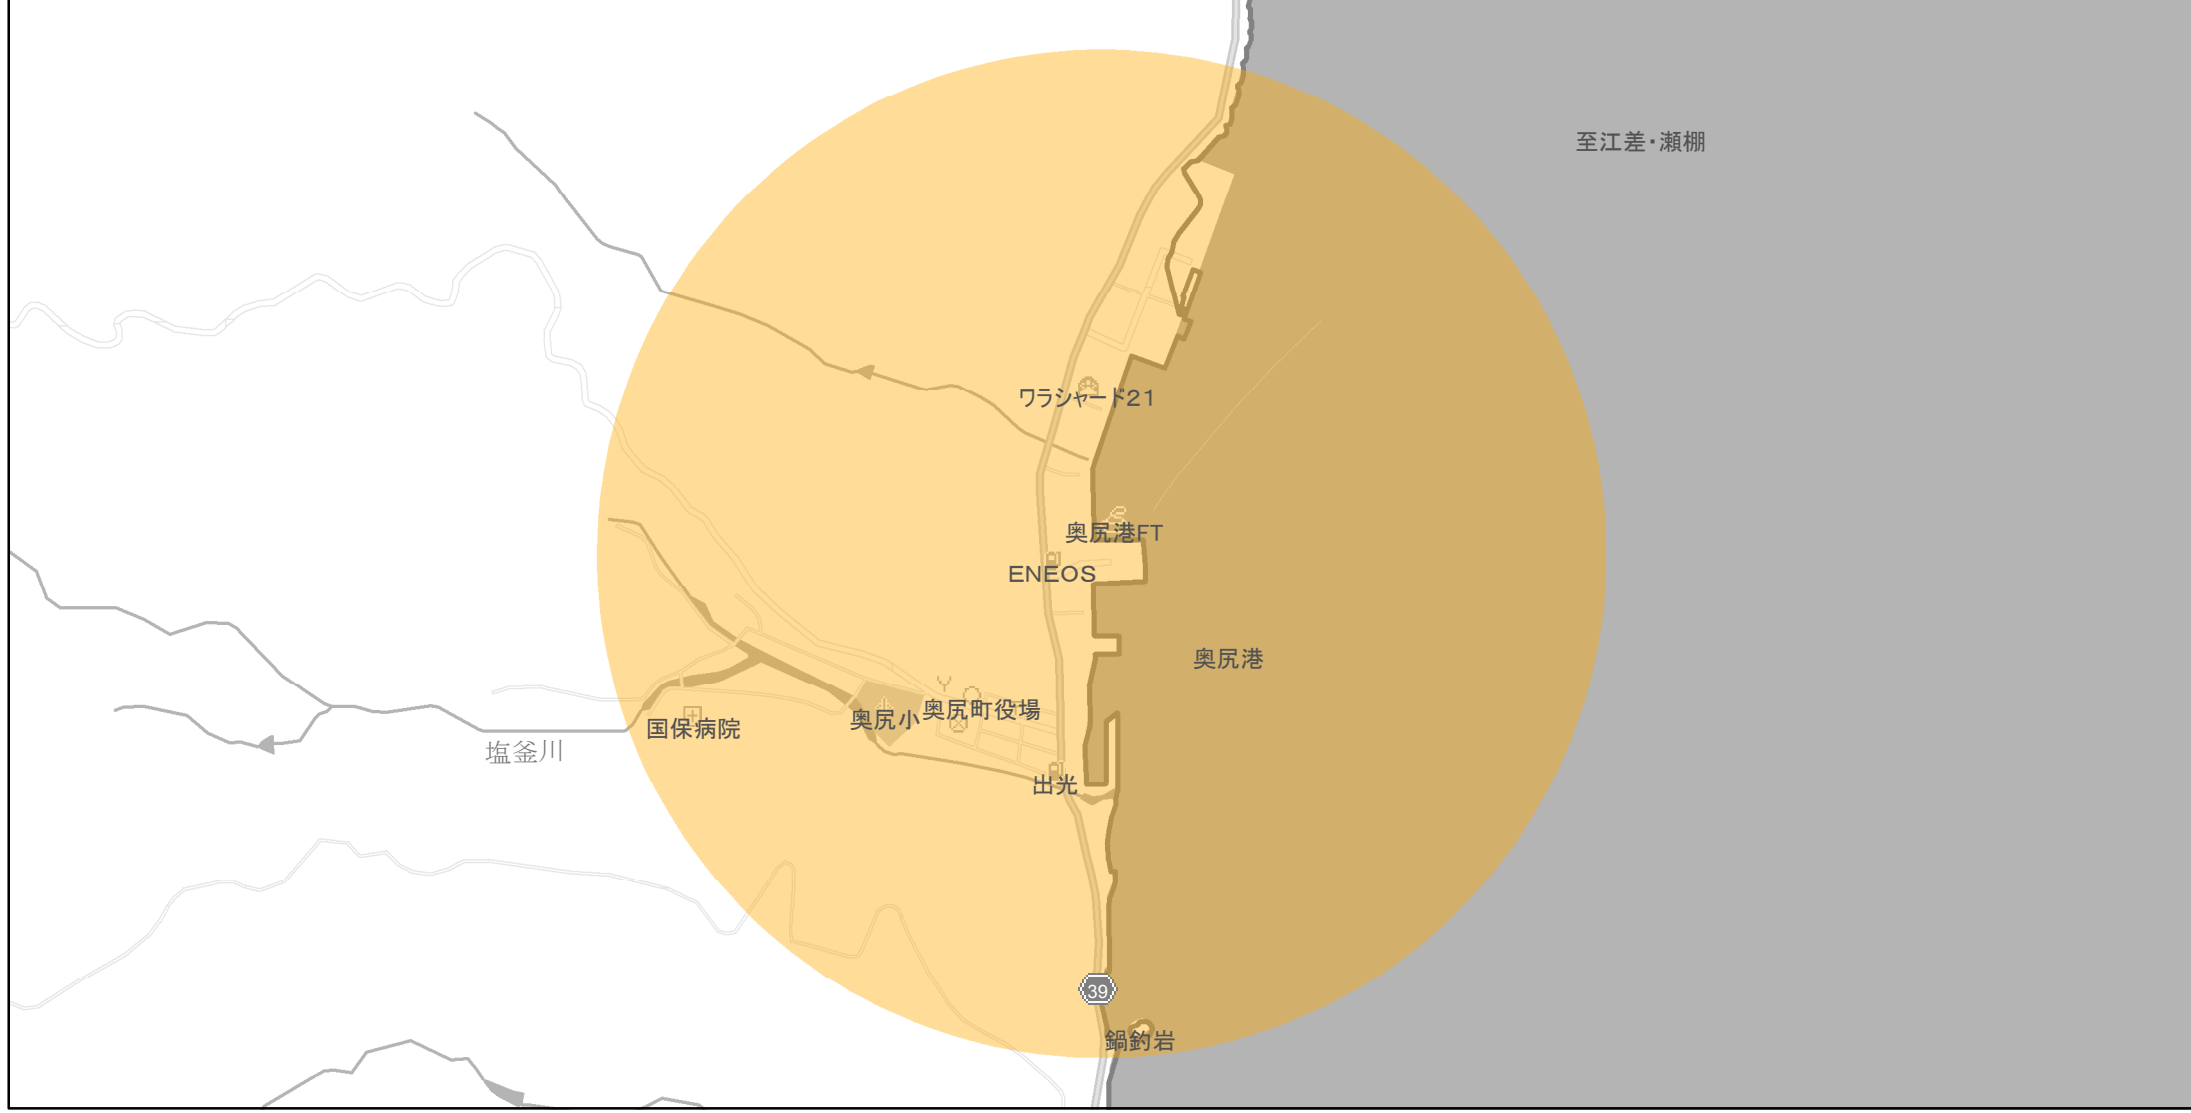 至江差・瀬棚
ワラシャード21
奥尻港FT
ENEOS
奥尻港
奥尻町役場
奥尻小
国保病院
塩釜川
出光
39
鍋釣岩